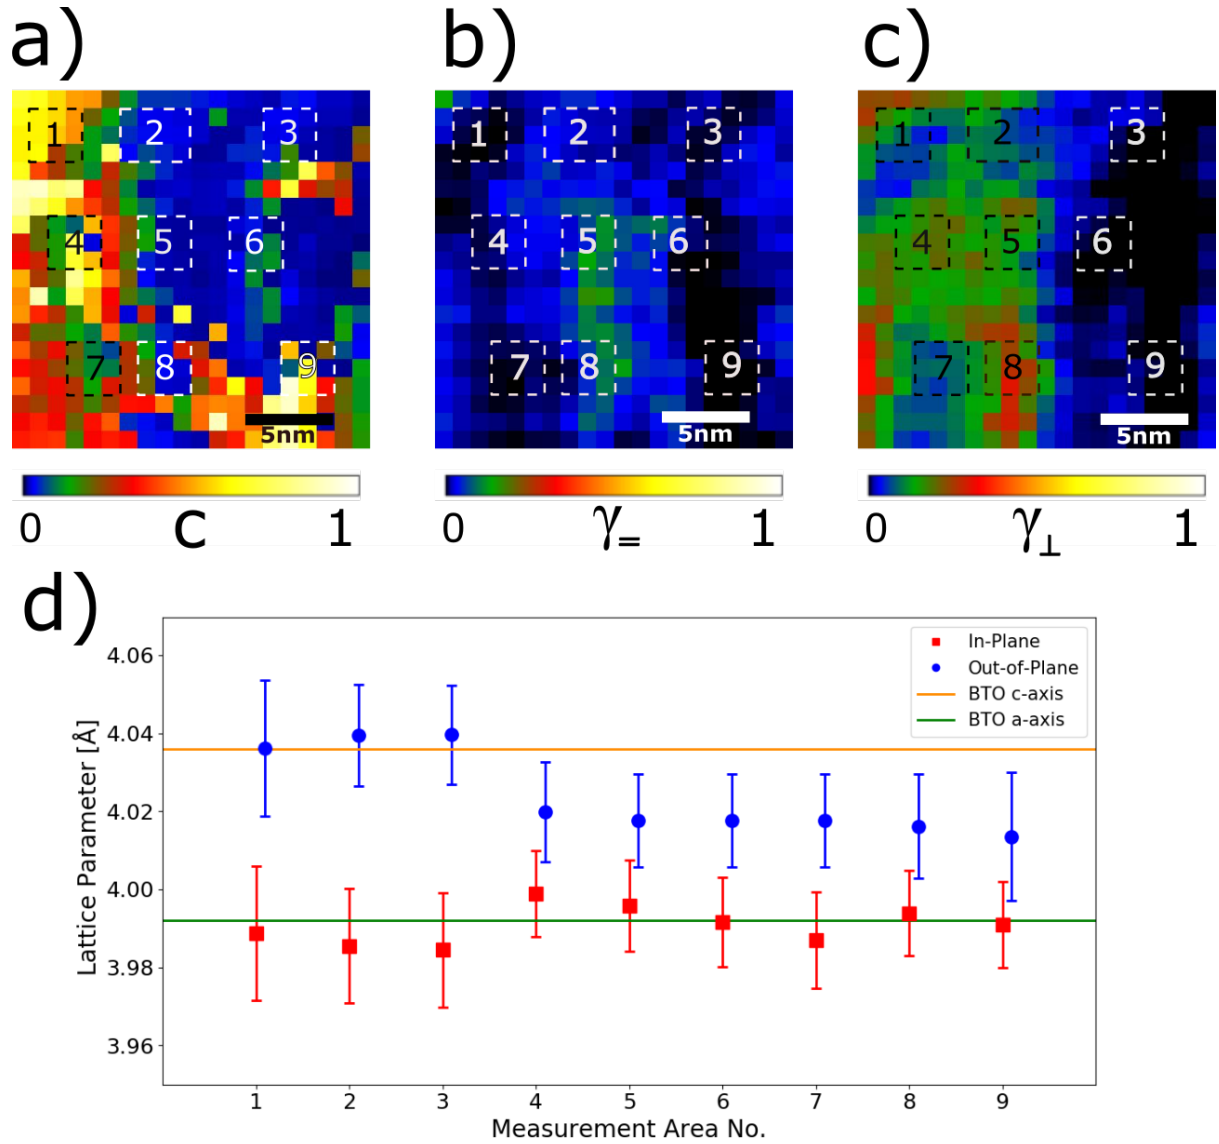 a) b) c)
1 2 3
4 5 6
7 8 9
5nm
1 2 3
4 5 6
7 8 9
5nm
1 2 3
4 5 6
7 8 9
5nm
0 c 1
0 γ= 1
0 γ⊥ 1
d)
In-Plane
Out-of-Plane
BTO c-axis
BTO a-axis
Lattice Parameter [Å]
4.06
4.04
4.02
4.00
3.98
3.96
1 2 3 4 5 6 7 8 9
Measurement Area No.